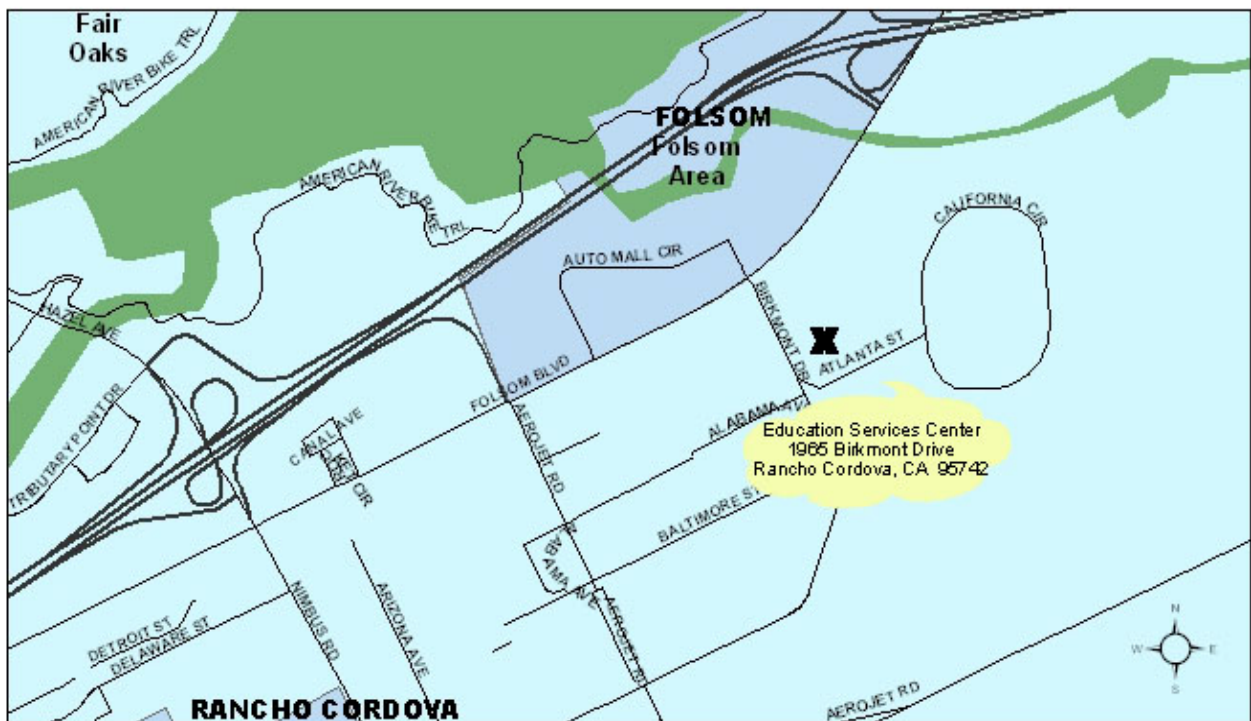 Fair
Oaks
AMERICAN RIVER BIKE TRL
FOLSOM
Folsom
Area
AMERICAN RIVER BIKE TRL
CALIFORNIA CIR
AUTO MALL CIR
HAZEL AVE
BIRKMONT DR
X
ATLANTA ST
FOLSOM BLVD
TRIBUTARY POINT DR
CANAL AVE
AEROJET RD
ALABAMA AV
Education Services Center
1965 Birkmont Drive
Rancho Cordova, CA 95742
CIR
BALTIMORE ST
ALABAMA AVE
NIMBUS RD
ARIZONA AVE
AEROJET RD
DETROIT ST
DELAWARE ST
N
W
E
S
RANCHO CORDOVA
AEROJET RD